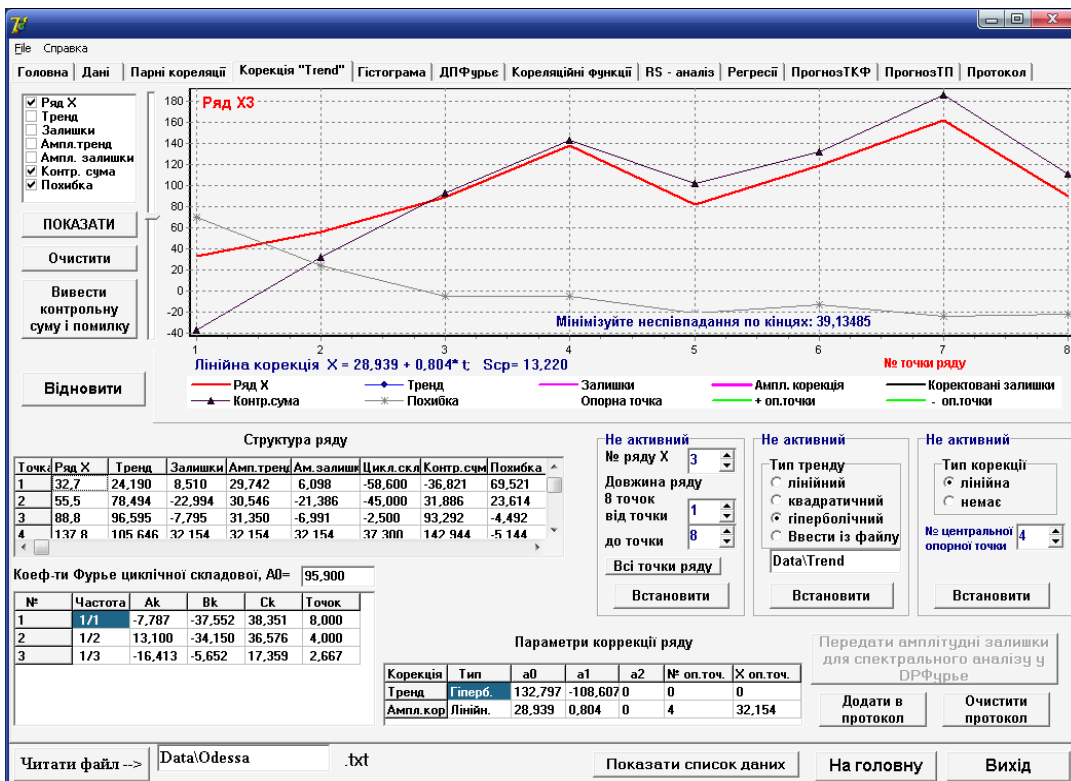 File Справка
Головна Дані Парні кореляції Корекція "Trend" Гістограма ДПФурье Кореляційні функції RS - аналіз Регресії ПрогнозТКФ ПрогнозТП Протокол
Ряд X
Тренд
Залишки
Ампл.тренд
Ампл. залишки
Контр. сума
Похибка
ПОКАЗАТИ
Очистити
Вивести
контрольну
суму і помилку
Відновити
Ряд X3
180
160
140
120
100
80
60
40
20
0
-20
-40
1 2 3 4 5 6 7 8
Мінімізуйте неспівпадання по кінцях: 39,13485
Лінійна корекція X = 28,939 + 0,804* t; Sср= 13,220
№ точки ряду
Ряд X Тренд Залишки Ампл. корекція Коректовані залишки
Контр.сума Похибка Опорна точка + оп.точки - оп.точки
Структура ряду
Точка Ряд X Тренд Залишки Амп.тренд Ам.залишк Цикл.скл Контр.сум Похибка
1 32,7 24,190 8,510 29,742 6,098 -58,600 -36,821 69,521
2 55,5 78,494 -22,994 30,546 -21,386 -45,000 31,886 23,614
3 88,8 96,595 -7,795 31,350 -6,991 -2,500 93,292 -4,492
4 137,8 105,646 32,154 32,154 32,154 37,300 142,944 -5,144
Коеф-ти Фурье циклічної складової, A0= 95,900
№ Частота Ak Bk Ck Точок
1 1/1 -7,787 -37,552 38,351 8,000
2 1/2 13,100 -34,150 36,576 4,000
3 1/3 -16,413 -5,652 17,359 2,667
Не активний
№ ряду X 3
Довжина ряду
8 точок
від точки 1
до точки 8
Всі точки ряду
Встановити
Не активний
Тип тренду
лінійний
квадратичний
гіперболічний
Ввести із файлу
Data\Trend
Встановити
Не активний
Тип корекції
лінійна
немає
№ центральної
опорної точки 4
Встановити
Параметри коррекції ряду
Корекція Тип a0 a1 a2 № оп.точ. X оп.точ.
Тренд Гіперб. 132,797 -108,607 0 0 0
Ампл.кор Лінійн. 28,939 0,804 0 4 32,154
Передати амплітудні залишки
для спектрального аналізу у
DPФурье
Додати в
протокол
Очистити
протокол
Читати файл --> Data\Odessa .txt
Показати список даних
На головну
Вихід